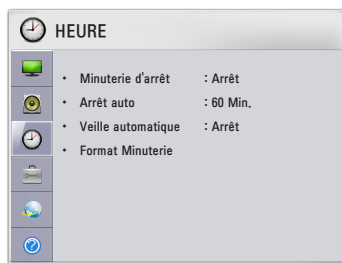 HEURE
• Minuterie d'arrêt : Arrêt
• Arrêt auto : 60 Min.
• Veille automatique : Arrêt
• Format Minuterie